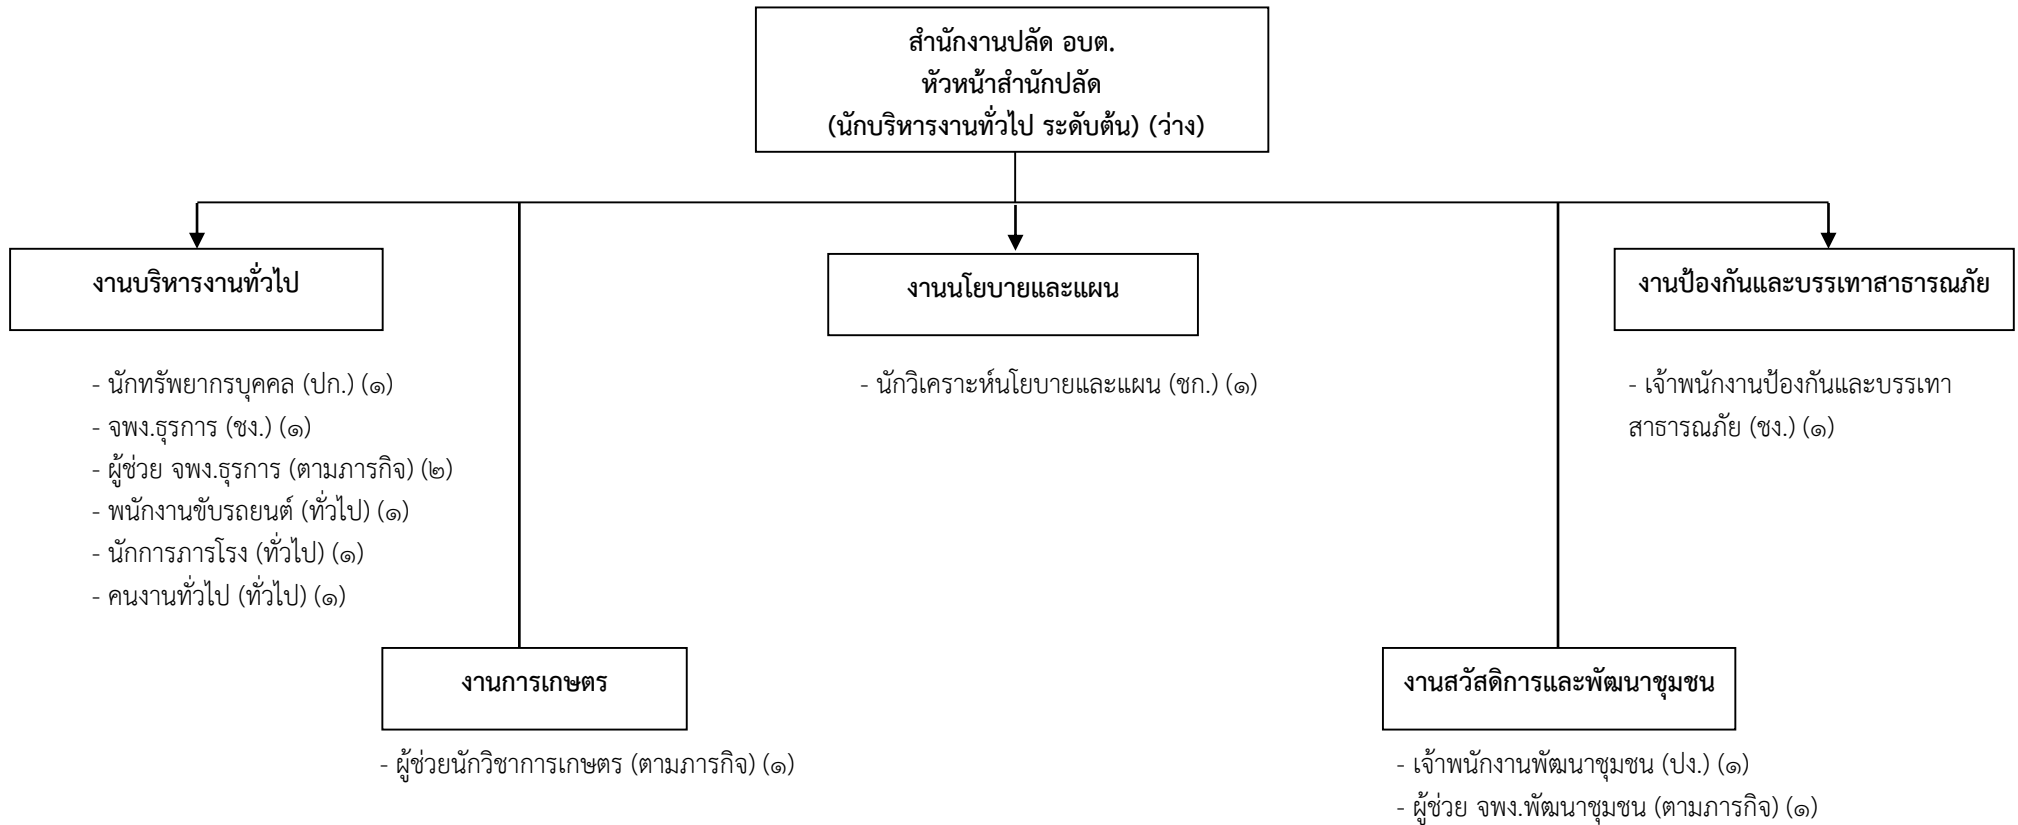 สำนักงานปลัด อบต.
หัวหน้าสำนักปลัด
(นักบริหารงานทั่วไป ระดับต้น) (ว่าง)
งานบริหารงานทั่วไป
- นักทรัพยากรบุคคล (ปก.) (๑)
- จพง.ธุรการ (ชง.) (๑)
- ผู้ช่วย จพง.ธุรการ (ตามภารกิจ) (๒)
- พนักงานขับรถยนต์ (ทั่วไป) (๑)
- นักการภารโรง (ทั่วไป) (๑)
- คนงานทั่วไป (ทั่วไป) (๑)
งานนโยบายและแผน
- นักวิเคราะห์นโยบายและแผน (ชก.) (๑)
งานป้องกันและบรรเทาสาธารณภัย
- เจ้าพนักงานป้องกันและบรรเทา
สาธารณภัย (ชง.) (๑)
งานการเกษตร
- ผู้ช่วยนักวิชาการเกษตร (ตามภารกิจ) (๑)
งานสวัสดิการและพัฒนาชุมชน
- เจ้าพนักงานพัฒนาชุมชน (ปง.) (๑)
- ผู้ช่วย จพง.พัฒนาชุมชน (ตามภารกิจ) (๑)